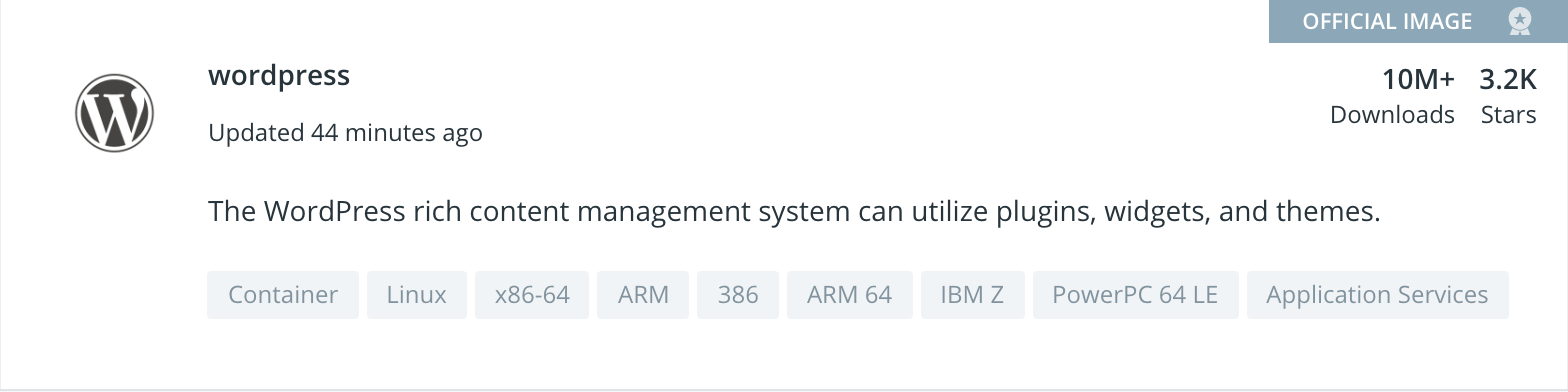 OFFICIAL IMAGE
wordpress
10M+ 3.2K
Downloads Stars
Updated 44 minutes ago
The WordPress rich content management system can utilize plugins, widgets, and themes.
Container Linux x86-64 ARM 386 ARM 64 IBM Z PowerPC 64 LE Application Services